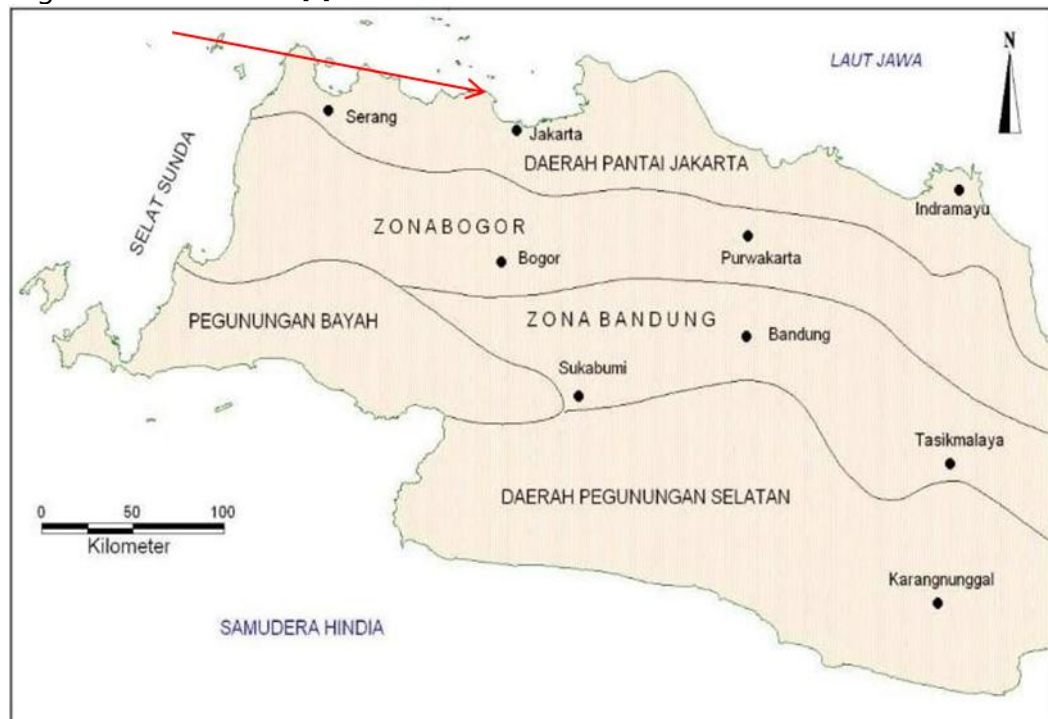 LAUT JAWA
N
Serang
Jakarta
DAERAH PANTAI JAKARTA
SELAT SUNDA
Indramayu
ZONABOGOR
Bogor
Purwakarta
PEGUNUNGAN BAYAH
ZONA BANDUNG
Bandung
Sukabumi
Tasikmalaya
DAERAH PEGUNUNGAN SELATAN
0 50 100
Kilometer
Karangnunggal
SAMUDERA HINDIA